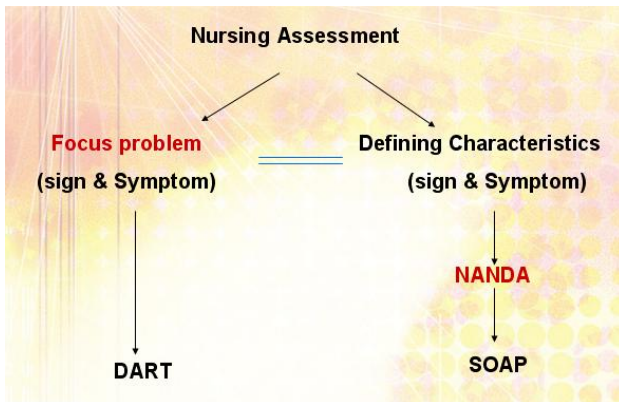 Nursing Assessment
Focus problem
Defining Characteristics
(sign & Symptom)
(sign & Symptom)
NANDA
DART
SOAP